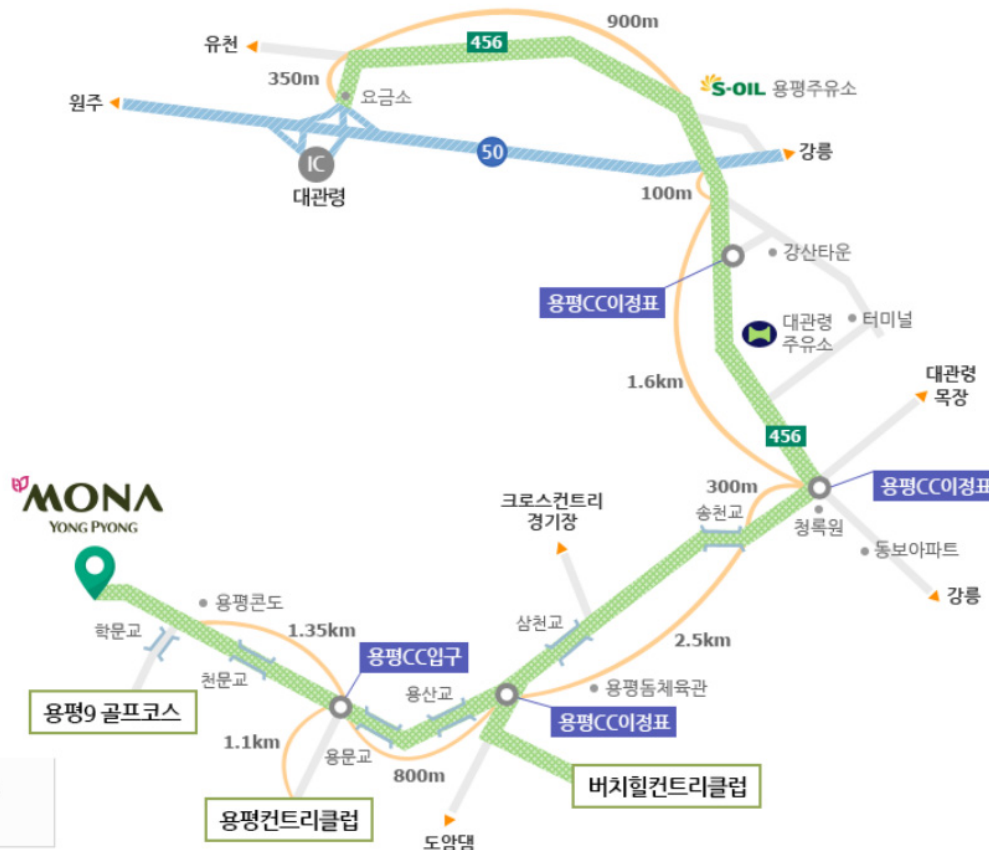 900m
유천
456
350m
S-OIL 용평주유소
요금소
원주
50
강릉
IC
대관령
100m
강산타운
용평CC이정표
대관령
주유소
터미널
1.6km
대관령
목장
456
MONA
YONG PYONG
크로스컨트리
경기장
300m
용평CC이정표
송천교
청록원
동보아파트
강릉
용평콘도
학문교
1.35km
삼천교
2.5km
용평CC입구
천문교
용산교
용평돔체육관
용평9 골프코스
용평CC이정표
1.1km
용문교
800m
버치힐컨트리클럽
용평컨트리클럽
도암댐